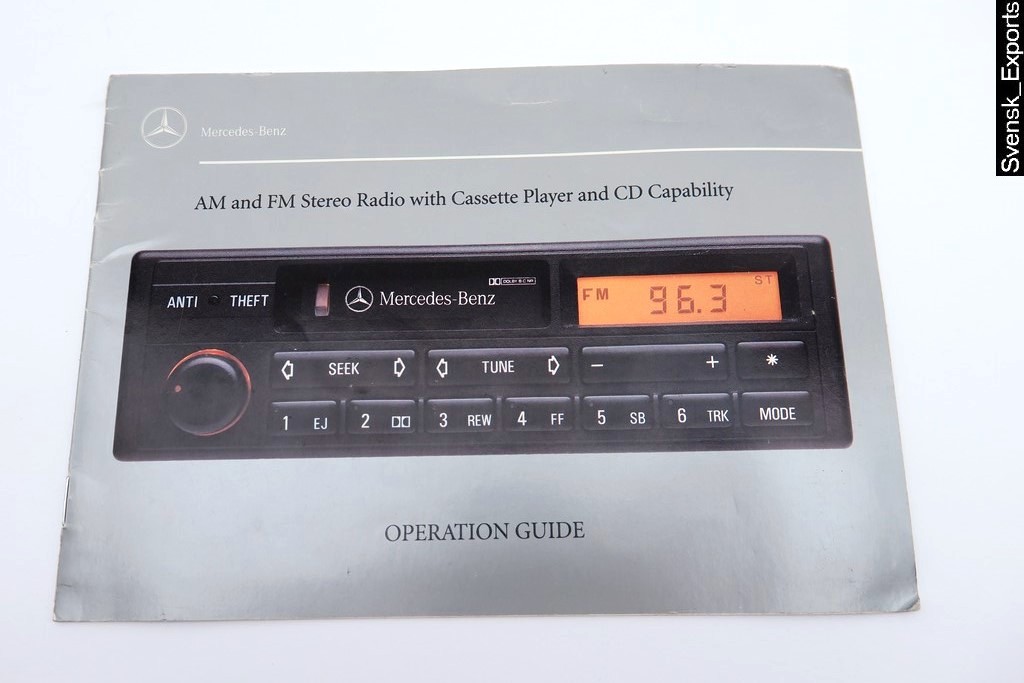 Mercedes-Benz
AM and FM Stereo Radio with Cassette Player and CD Capability
ANTI THEFT
Mercedes-Benz
DOLBY B C NR
FM 96.3 ST
SEEK TUNE - + *
1 EJ 2 3 REW 4 FF 5 SB 6 TRK MODE
OPERATION GUIDE
Svensk_Exports